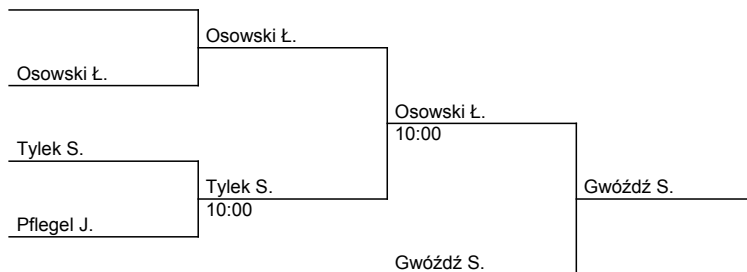 Osowski Ł.
Osowski Ł.
Osowski Ł.
10:00
Tylek S.
Tylek S.
10:00
Gwóźdź S.
Pflegel J.
Gwóźdź S.